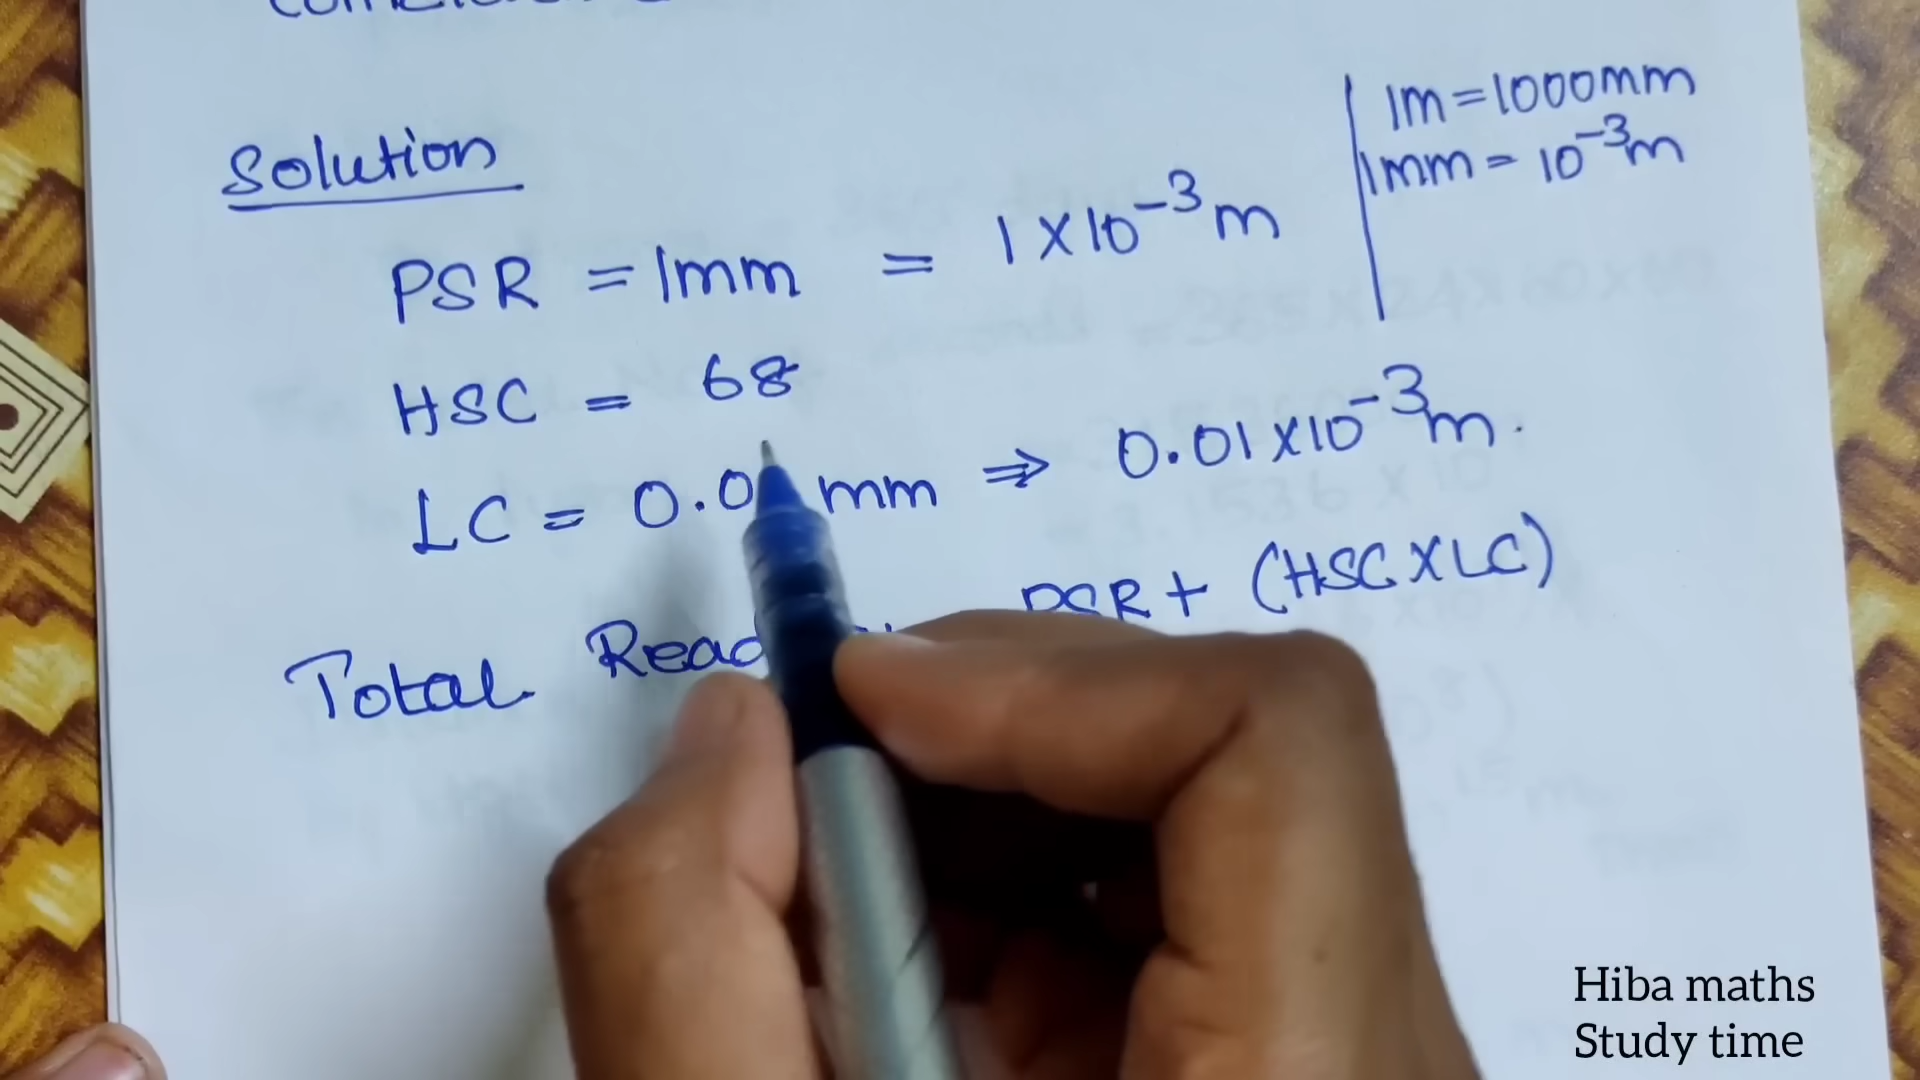 Solution
1m=1000mm
1mm = 10⁻³m
PSR = 1mm = 1×10⁻³m
HSC = 68
LC = 0.0 mm ⇒ 0.01×10⁻³m.
Total PSR + (HSC×LC)
Hiba maths
Study time